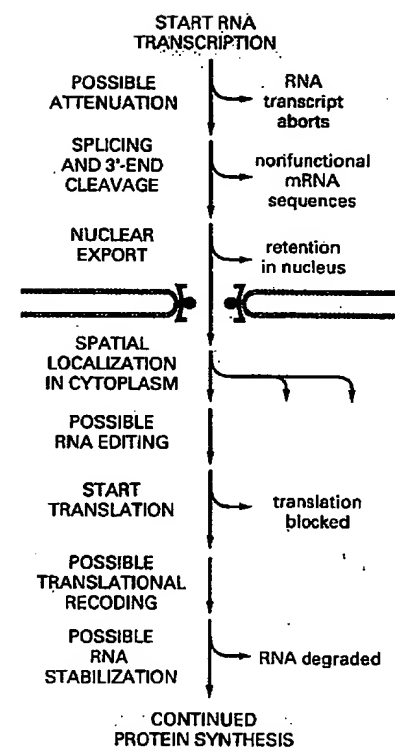 START RNA
TRANSCRIPTION
POSSIBLE
ATTENUATION
RNA
transcript
aborts
SPLICING
AND 3'-END
CLEAVAGE
nonfunctional
mRNA
sequences
NUCLEAR
EXPORT
retention
in nucleus
SPATIAL
LOCALIZATION
IN CYTOPLASM
POSSIBLE
RNA EDITING
START
TRANSLATION
translation
blocked
POSSIBLE
TRANSLATIONAL
RECODING
POSSIBLE
RNA
STABILIZATION
RNA degraded
CONTINUED
PROTEIN SYNTHESIS